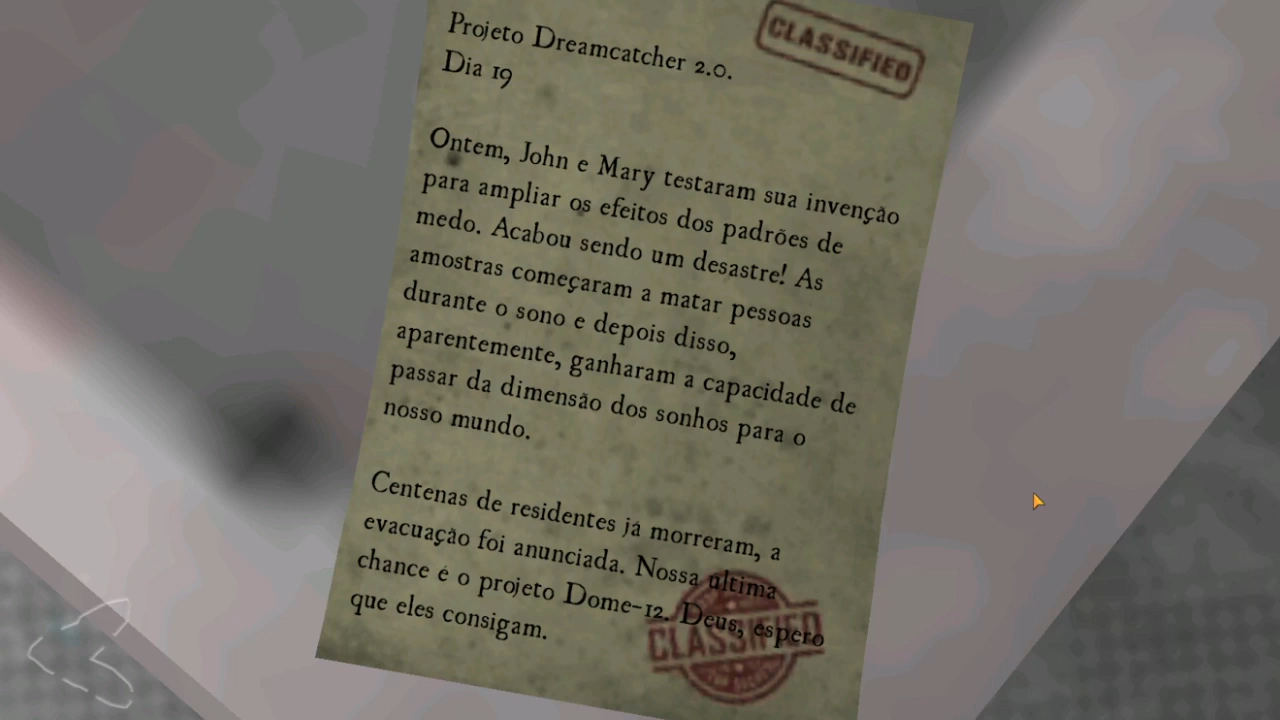 Projeto Dreamcatcher 2.0.
CLASSIFIED
Dia 19
Ontem, John e Mary testaram sua invenção
para ampliar os efeitos dos padrões de
medo. Acabou sendo um desastre! As
amostras começaram a matar pessoas
durante o sono e depois disso,
aparentemente, ganharam a capacidade de
passar da dimensão dos sonhos para o
nosso mundo.
Centenas de residentes já morreram, a
evacuação foi anunciada. Nossa última
chance é o projeto Dome-12. Deus, espero
que eles consigam.
CLASSIFIED